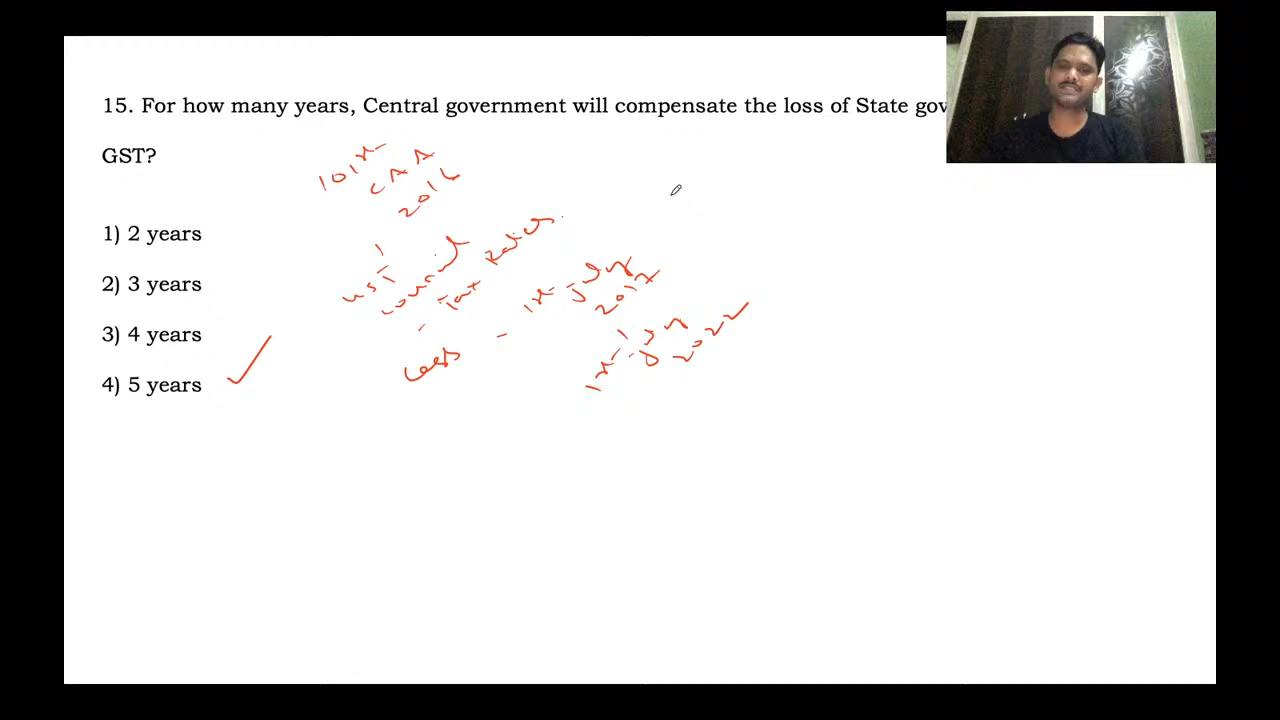 15. For how many years, Central government will compensate the loss of State gov
GST?
101st
CAA
2016
1) 2 years
GST
council
- Tax Rates.
2) 3 years
- 1st July
2017
3) 4 years
cess
1st July
2022
4) 5 years